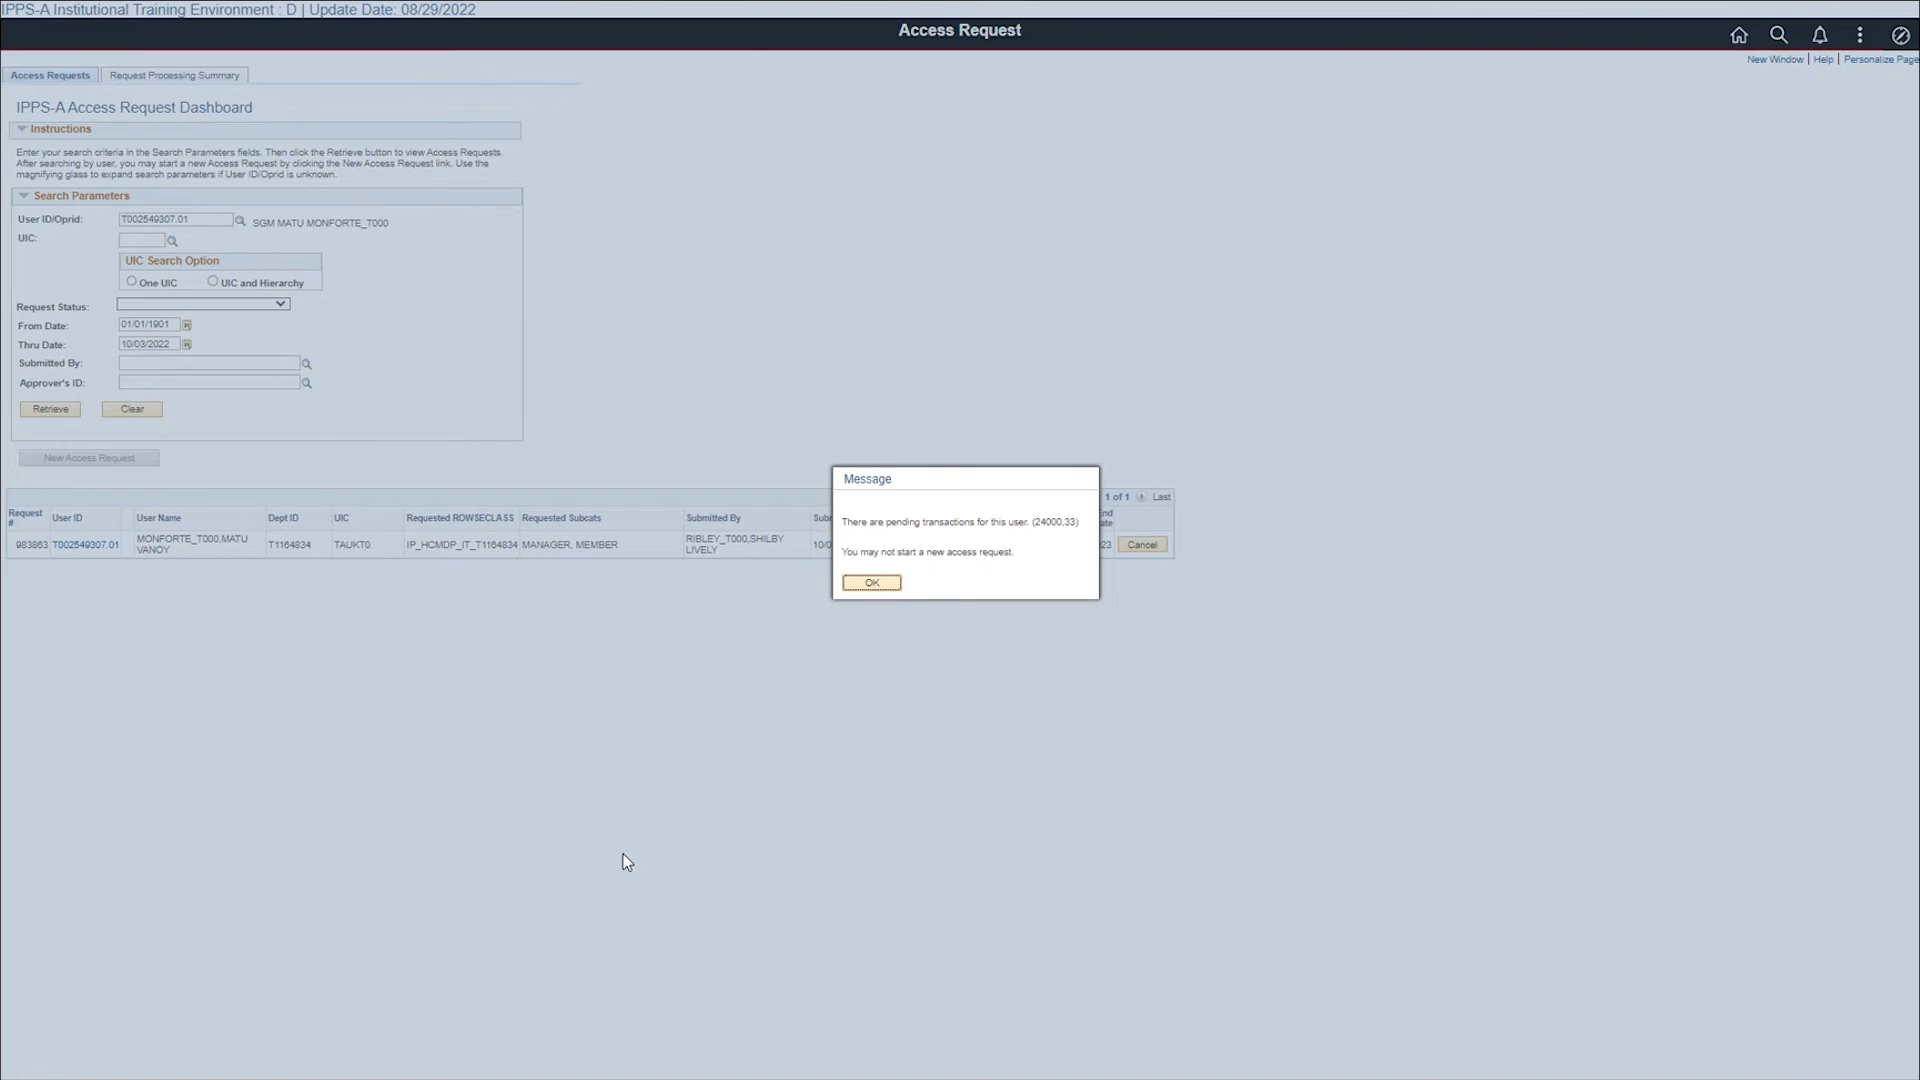 IPPS-A Institutional Training Environment : D | Update Date: 08/29/2022
Access Request
New Window | Help | Personalize Page
Access Requests
Request Processing Summary
IPPS-A Access Request Dashboard
Instructions
Enter your search criteria in the Search Parameters fields. Then click the Retrieve button to view Access Requests.
After searching by user, you may start a new Access Request by clicking the New Access Request link. Use the
magnifying glass to expand search parameters if User ID/Oprid is unknown.
Search Parameters
User ID/Oprid: T002549307.01 SGM MATU MONFORTE_T000
UIC:
UIC Search Option
One UIC UIC and Hierarchy
Request Status:
From Date: 01/01/1901
Thru Date: 10/03/2022
Submitted By:
Approver's ID:
Retrieve Clear
New Access Request
Message
There are pending transactions for this user. (24000,33)
You may not start a new access request.
OK
1 of 1 Last
Request # User ID User Name Dept ID UIC Requested ROWSECLASS Requested Subcats Submitted By
983863 T002549307.01 MONFORTE_T000,MATU VANOY T1164834 TAUKT0 IP_HCMDP_IT_T1164834 MANAGER, MEMBER RIBLEY_T000,SHILBY LIVELY 10/0 23 Cancel